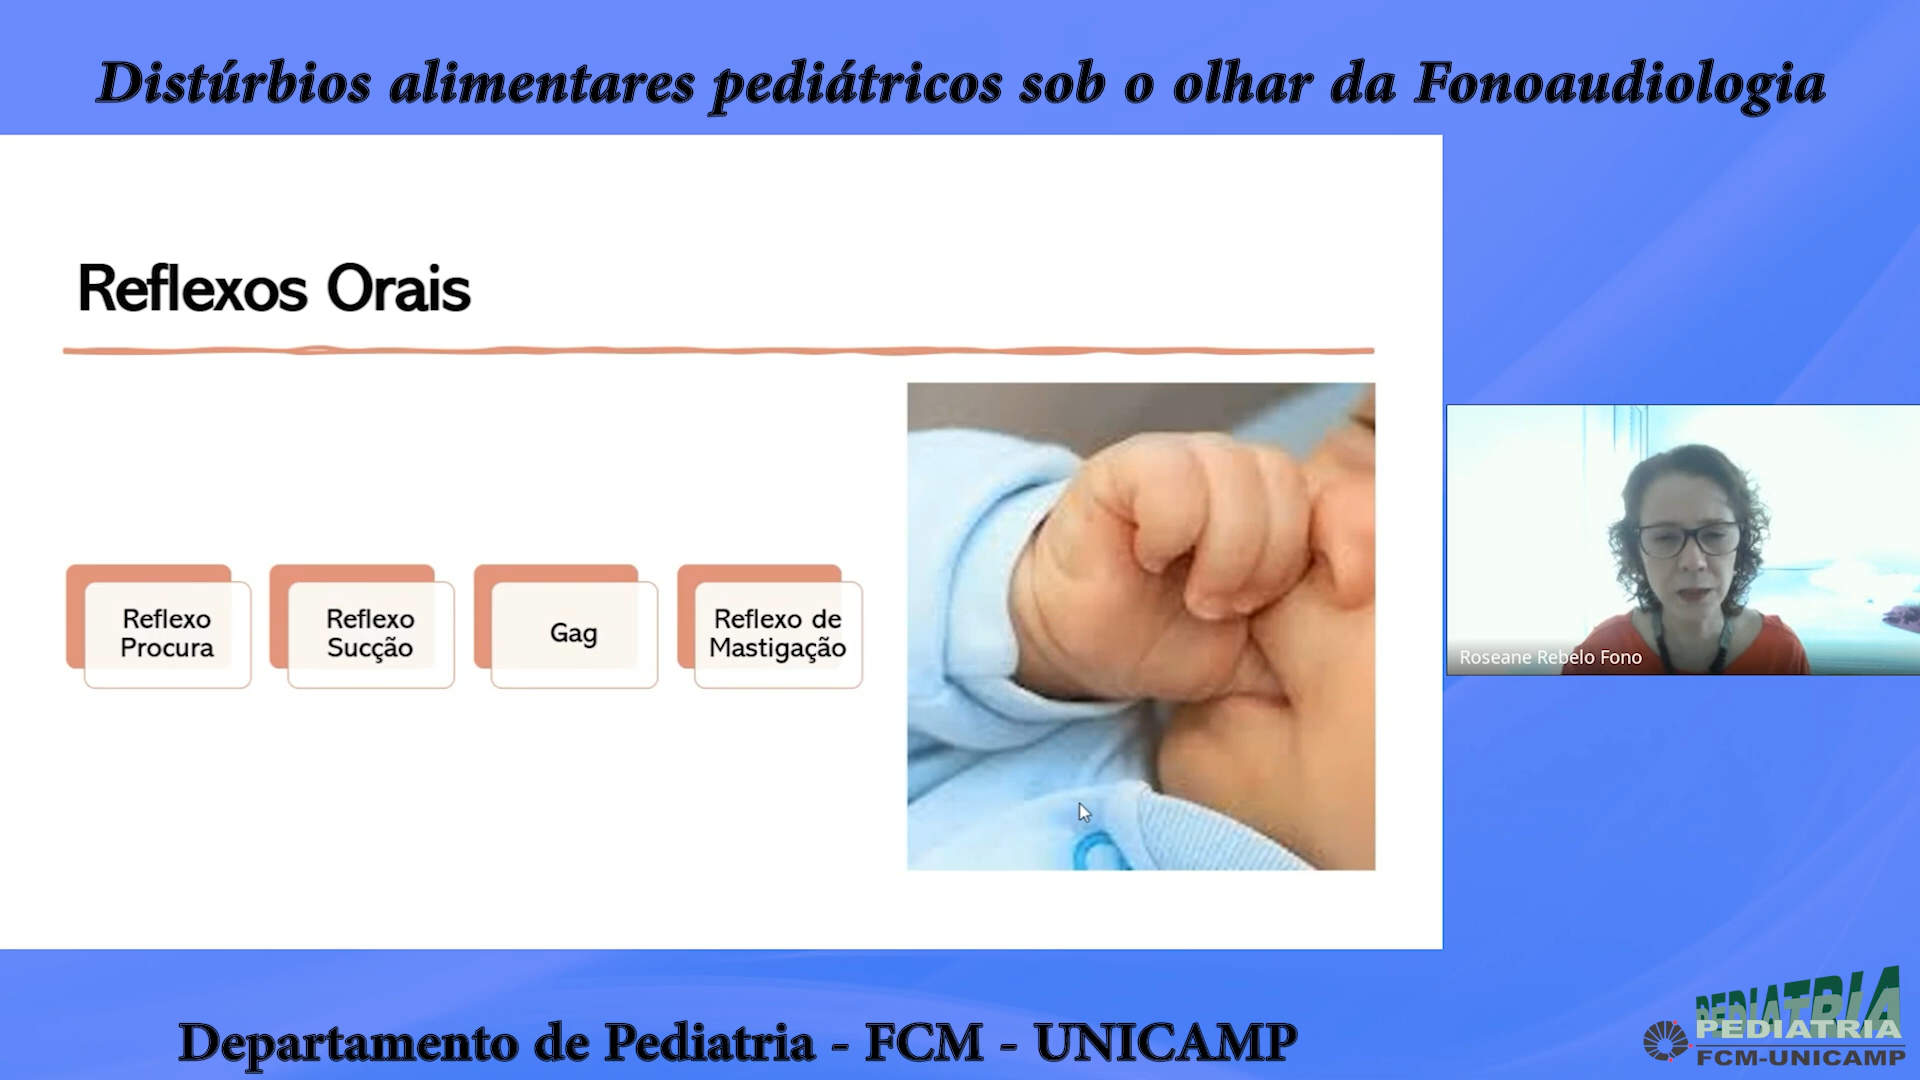 Distúrbios alimentares pediátricos sob o olhar da Fonoaudiologia
Reflexos Orais
Reflexo
Procura
Reflexo
Sucção
Gag
Reflexo de
Mastigação
Roseane Rebelo Fono
Departamento de Pediatria - FCM - UNICAMP
PEDIATRIA
PEDIATRIA
FCM-UNICAMP